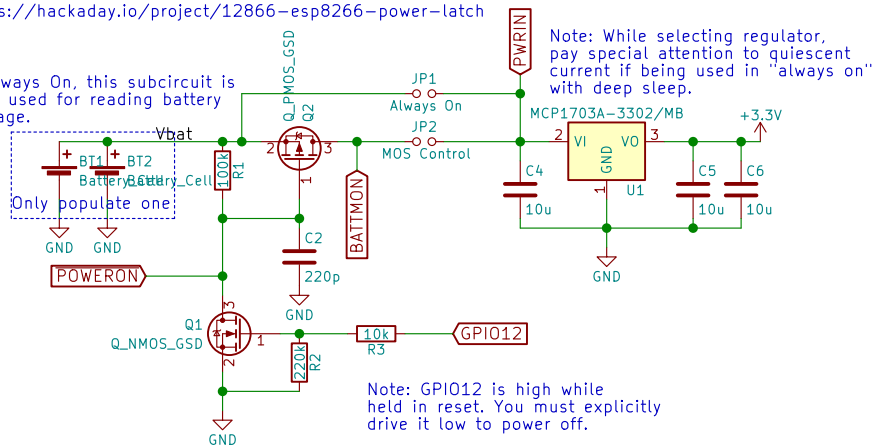 s://hackaday.io/project/12866-esp8266-power-latch
PWRIN
Note: While selecting regulator,
pay special attention to quiescent
current if being used in "always on"
with deep sleep.
ways On, this subcircuit is
used for reading battery
age.
Q_PMOS_GSD
Q2
2
3
1
JP1
Always On
JP2
MOS Control
MCP1703A-3302/MB
2
VI
VO
3
GND
1
U1
+3.3V
Vbat
BT1
Battery_Cell
BT2
Battery_Cell
Only populate one
GND
GND
100k
R1
BATTMON
C4
10u
C5
10u
C6
10u
GND
C2
220p
GND
POWERON
Q1
Q_NMOS_GSD
3
1
2
220k
R2
10k
R3
GPIO12
GND
Note: GPIO12 is high while
held in reset. You must explicitly
drive it low to power off.